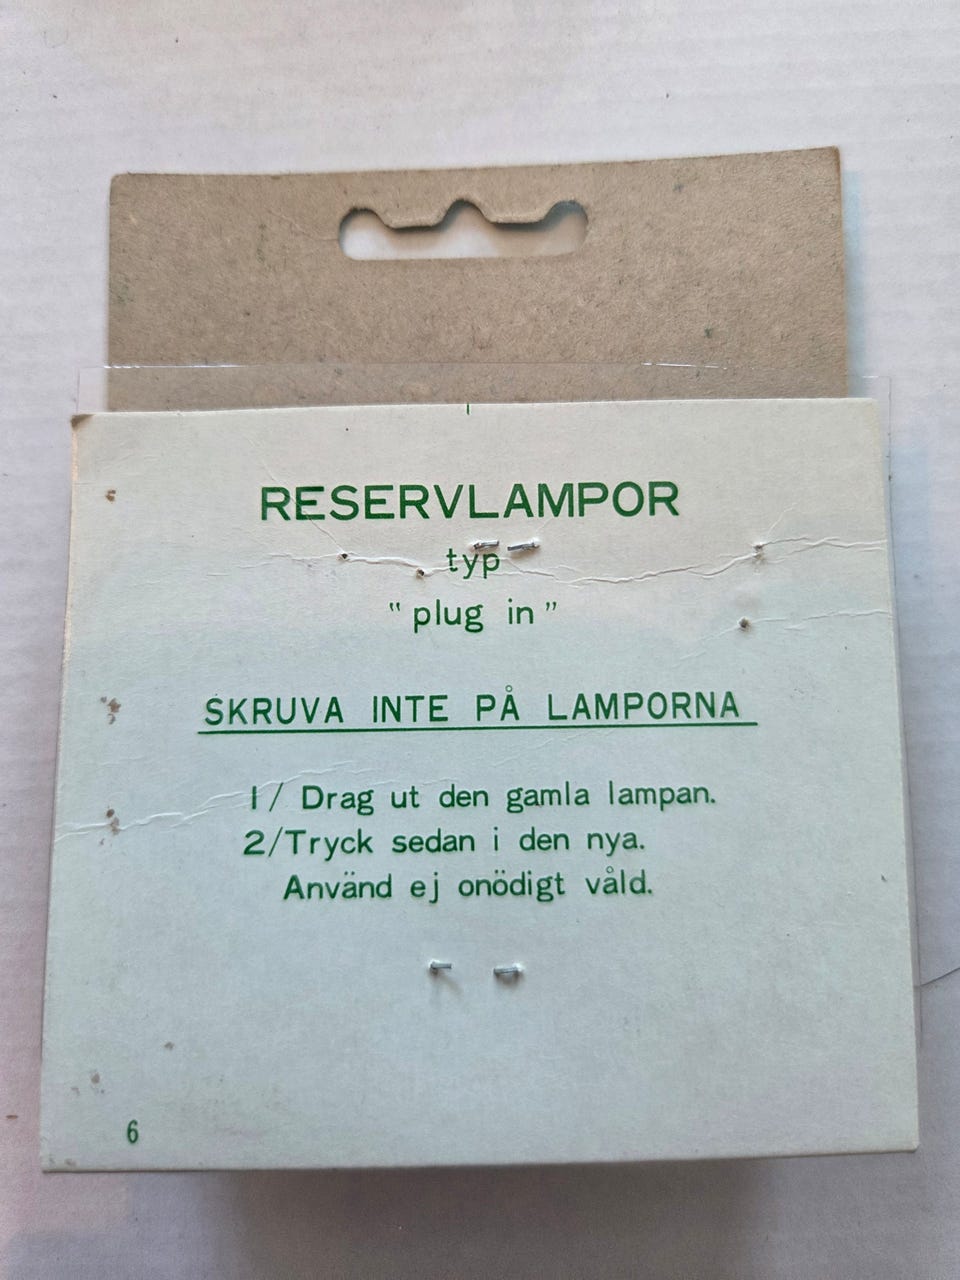 RESERVLAMPOR
typ
" plug in "
SKRUVA INTE PÅ LAMPORNA
1/ Drag ut den gamla lampan.
2/Tryck sedan i den nya.
Använd ej onödigt våld.
6